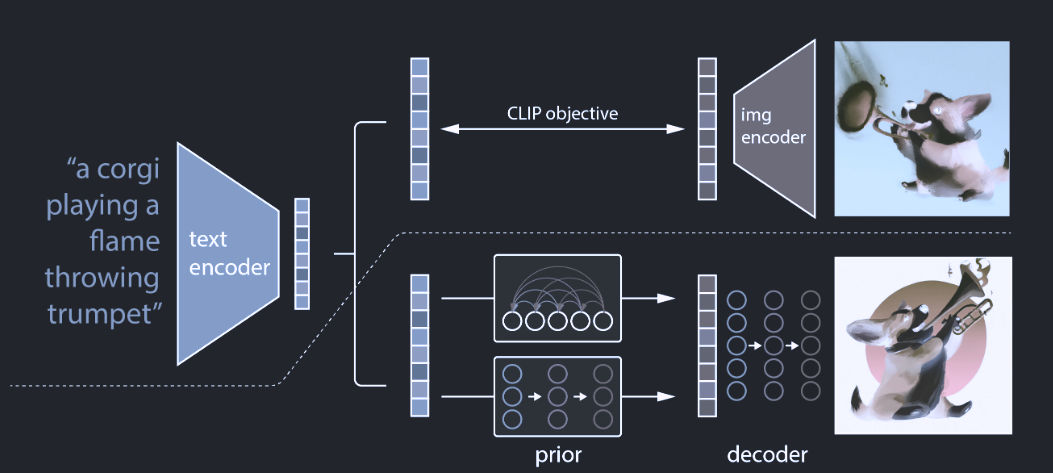 “a corgi
playing a
flame
throwing
trumpet”
text
encoder
CLIP objective
img
encoder
prior
decoder